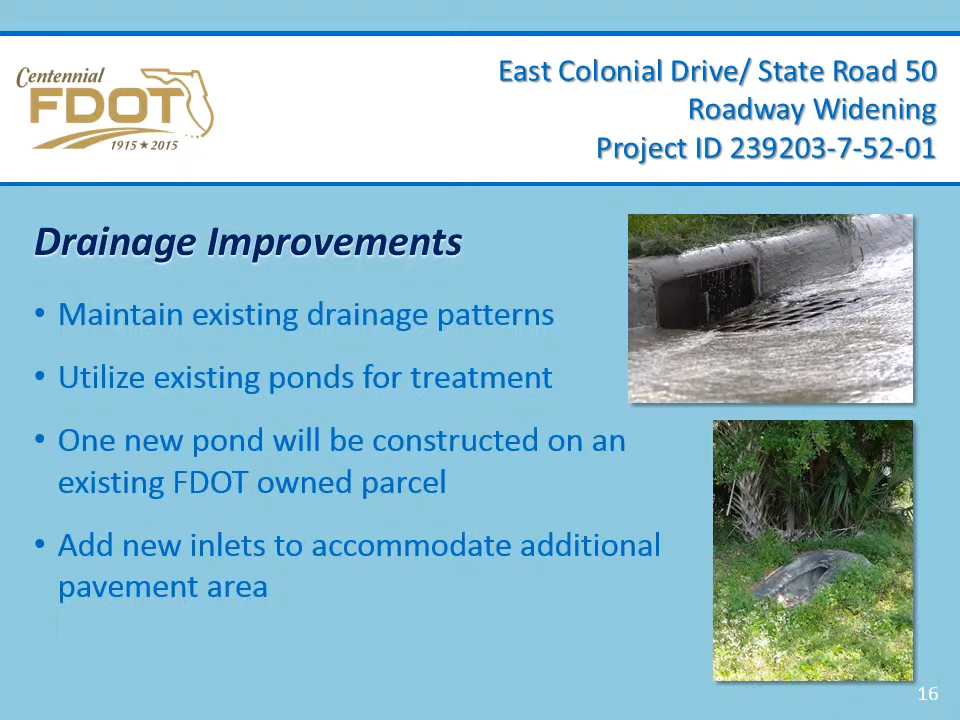 Centennial
FDOT
1915★2015
East Colonial Drive/ State Road 50
Roadway Widening
Project ID 239203-7-52-01
Drainage Improvements
• Maintain existing drainage patterns
• Utilize existing ponds for treatment
• One new pond will be constructed on an
existing FDOT owned parcel
• Add new inlets to accommodate additional
pavement area
16